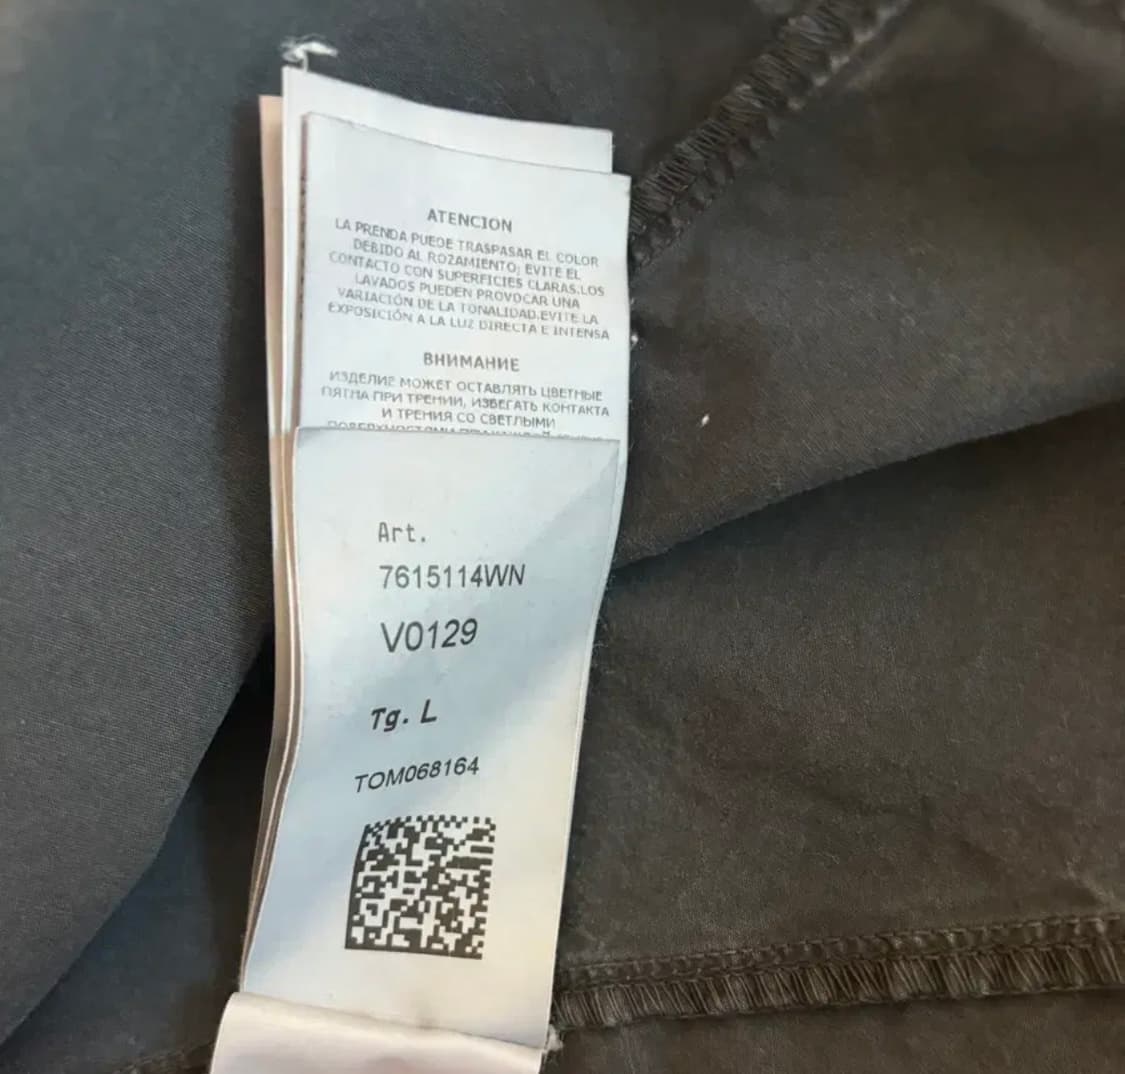 ATENCION
LA PRENDA PUEDE TRASPASAR EL COLOR
DEBIDO AL ROZAMIENTO; EVITE EL
CONTACTO CON SUPERFICIES CLARAS.LOS
LAVADOS PUEDEN PROVOCAR UNA
VARIACIÓN DE LA TONALIDAD.EVITE LA
EXPOSICIÓN A LA LUZ DIRECTA E INTENSA
ВНИМАНИЕ
ИЗДЕЛИЕ МОЖЕТ ОСТАВЛЯТЬ ЦВЕТНЫЕ
ПЯТНА ПРИ ТРЕНИИ, ИЗБЕГАТЬ КОНТАКТА
И ТРЕНИЯ СО СВЕТЛЫМИ
Art.
7615114WN
V0129
Tg. L
TOM068164